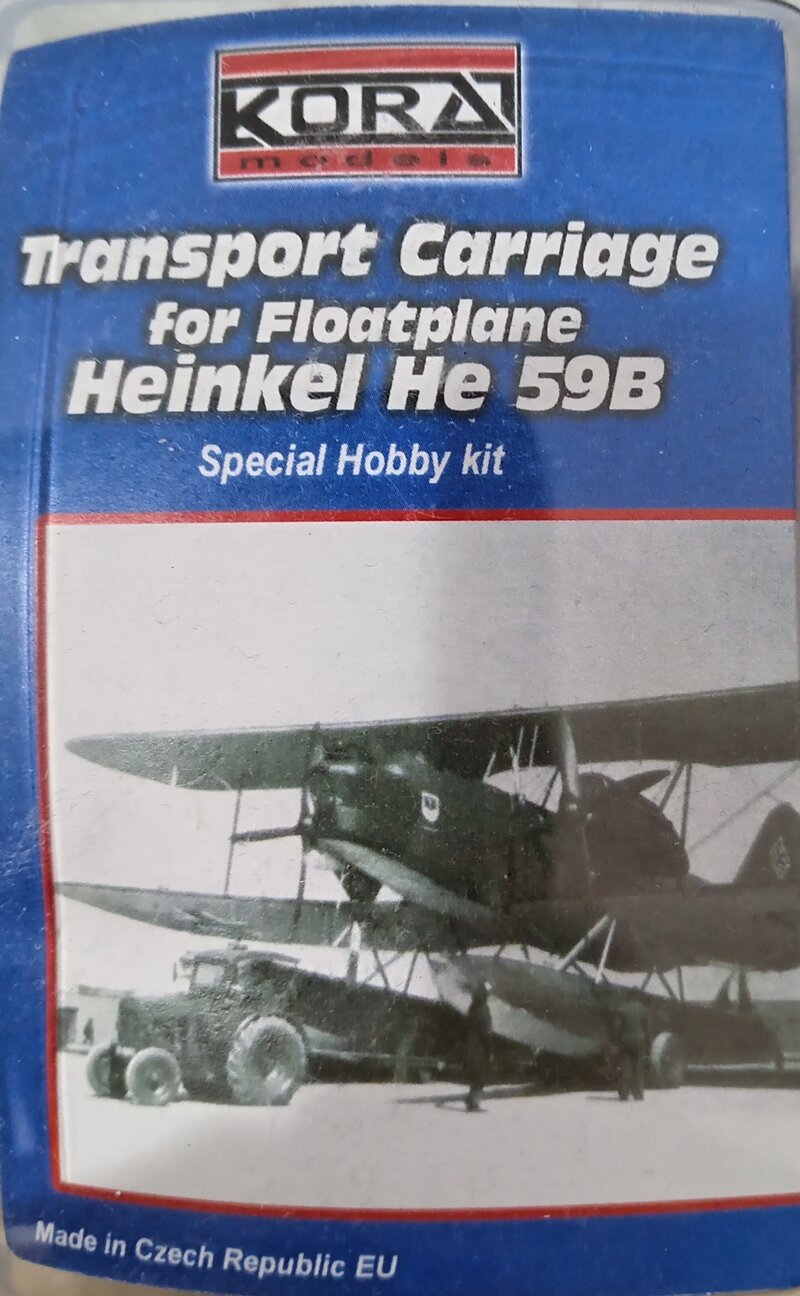 KORA
models
Transport Carriage
for Floatplane
Heinkel He 59B
Special Hobby kit
Made in Czech Republic EU